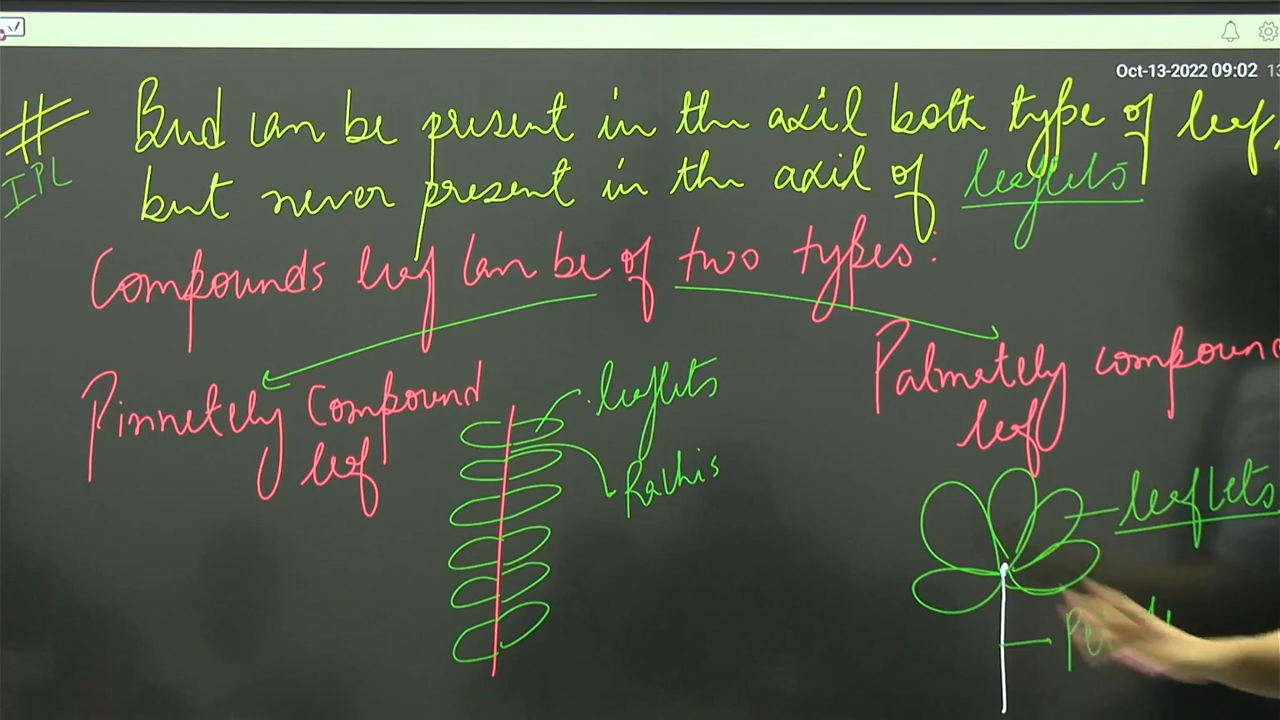 Oct-13-2022 09:02 13
# Bud can be present in the axil both type of leaf,
IPL
but never present in the axil of leaflets
Compounds leaf can be of two types:
Pinnetely Compound
leaf
leaflets
Rachis
Palmetely compound
leaf
leaflets